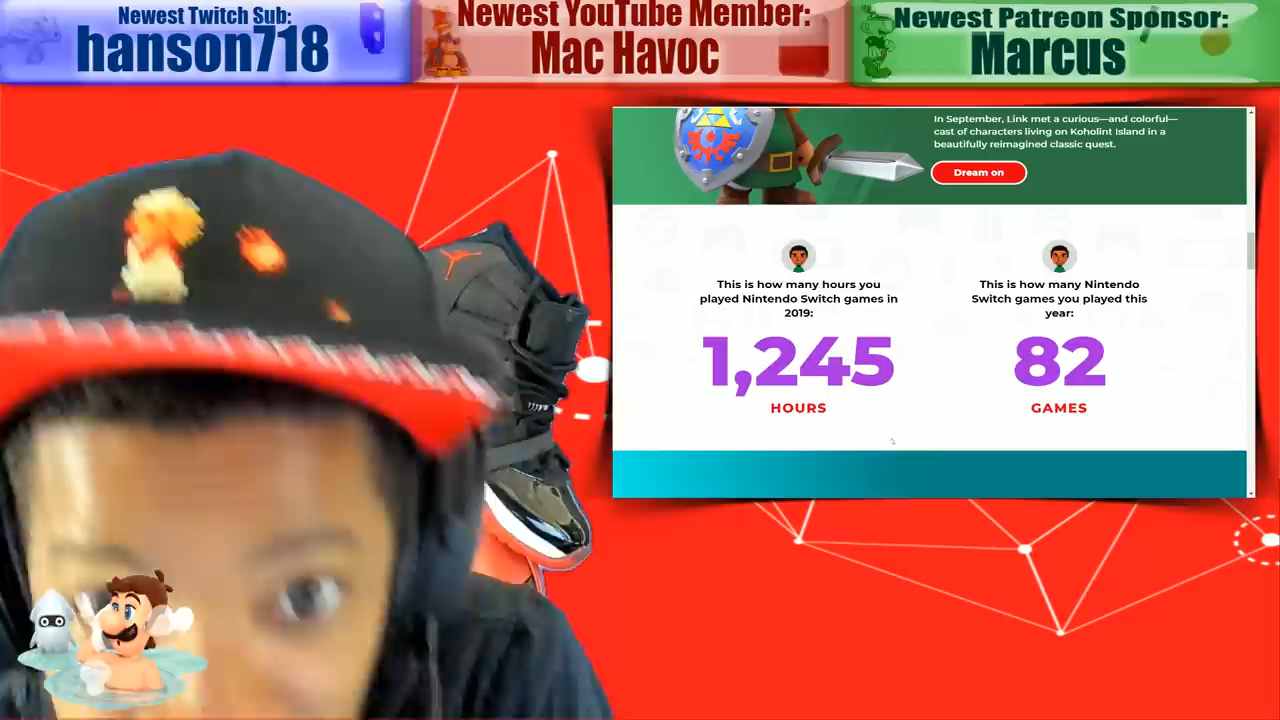 Newest Twitch Sub:
hanson718
Newest YouTube Member:
Mac Havoc
Newest Patreon Sponsor:
Marcus
In September, Link met a curious—and colorful—
cast of characters living on Koholint Island in a
beautifully reimagined classic quest.
Dream on
This is how many hours you
played Nintendo Switch games in
2019:
1,245
HOURS
This is how many Nintendo
Switch games you played this
year:
82
GAMES